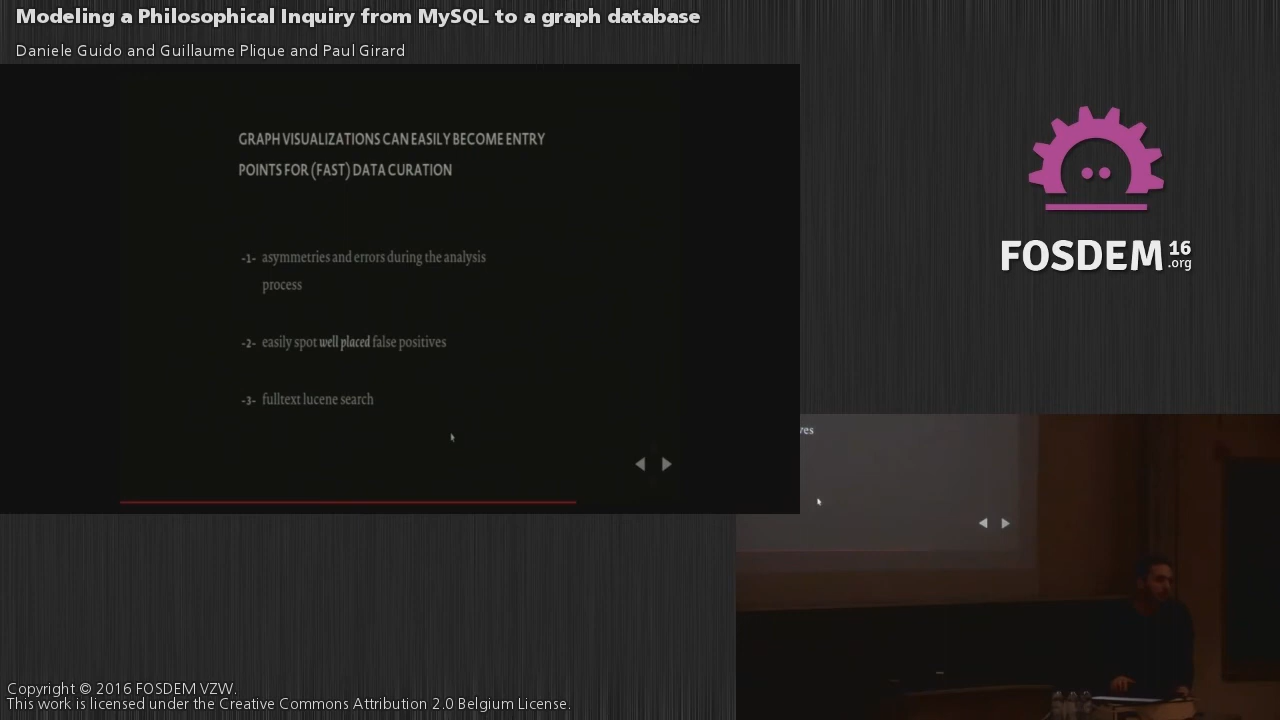 Modeling a Philosophical Inquiry from MySQL to a graph database
Daniele Guido and Guillaume Plique and Paul Girard
GRAPH VISUALIZATIONS CAN EASILY BECOME ENTRY
POINTS FOR (FAST) DATA CURATION
-1- asymmetries and errors during the analysis
process
-2- easily spot well placed false positives
-3- fulltext lucene search
FOSDEM 16
.org
ves
Copyright © 2016 FOSDEM VZW.
This work is licensed under the Creative Commons Attribution 2.0 Belgium License.